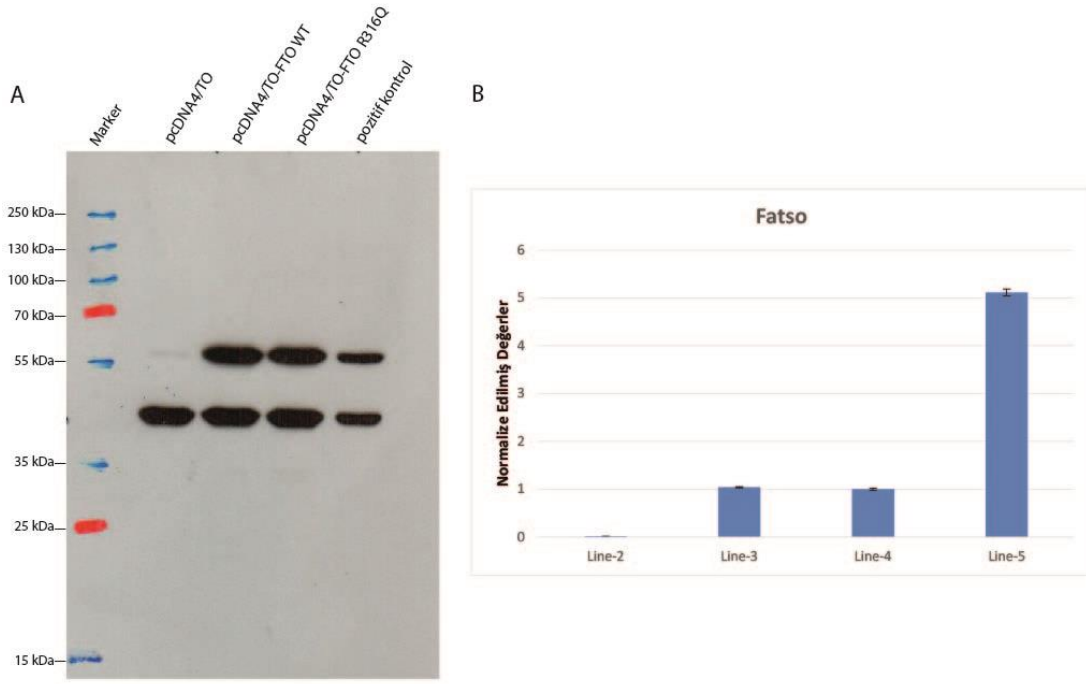 A
Marker
pcDNA4/TO
pcDNA4/TO-FTO WT
pcDNA4/TO-FTO R316Q
pozitif kontrol
250 kDa
130 kDa
100 kDa
70 kDa
55 kDa
35 kDa
25 kDa
15 kDa
B
Fatso
Normalize Edilmiş Değerler
6
5
4
3
2
1
0
Line-2
Line-3
Line-4
Line-5